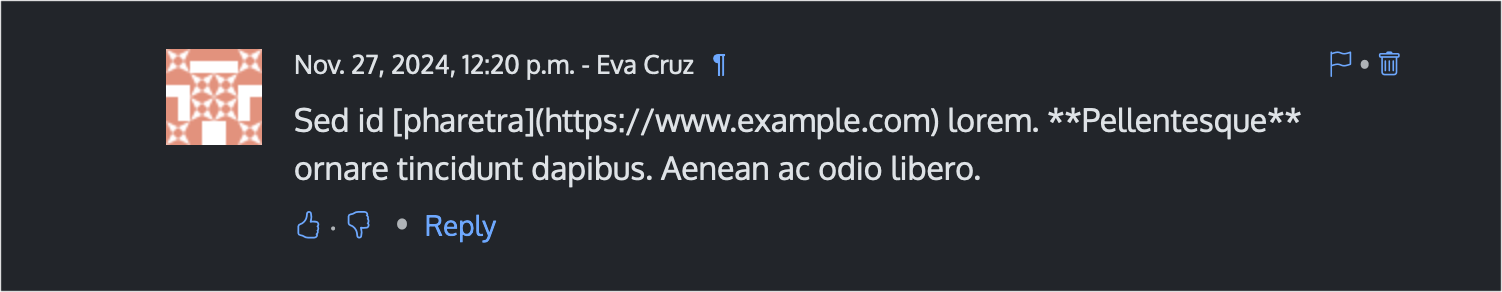 Nov. 27, 2024, 12:20 p.m. - Eva Cruz ¶
Sed id [pharetra](https://www.example.com) lorem. **Pellentesque**
ornare tincidunt dapibus. Aenean ac odio libero.
Reply